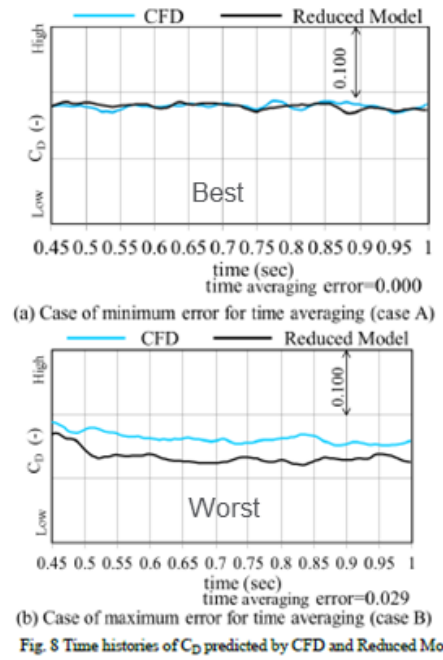 CFD Reduced Model
High
0.100
C_D (-)
Low
Best
0.45 0.5 0.55 0.6 0.65 0.7 0.75 0.8 0.85 0.9 0.95 1
time (sec)
time averaging error=0.000
(a) Case of minimum error for time averaging (case A)
CFD Reduced Model
High
0.100
C_D (-)
Low
Worst
0.45 0.5 0.55 0.6 0.65 0.7 0.75 0.8 0.85 0.9 0.95 1
time (sec)
time averaging error=0.029
(b) Case of maximum error for time averaging (case B)
Fig. 8 Time histories of C_D predicted by CFD and Reduced Mo